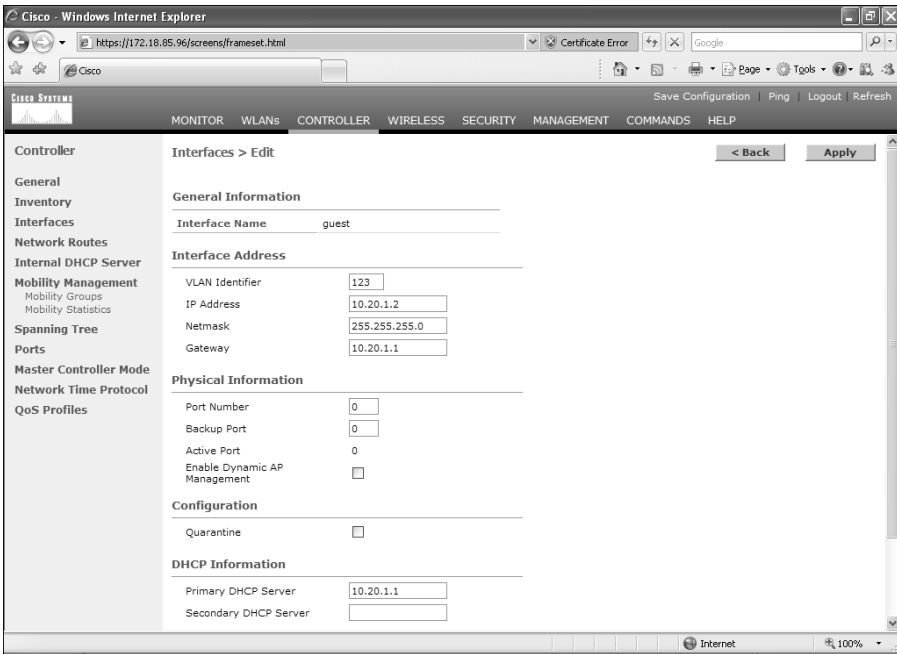 Cisco - Windows Internet Explorer
https://172.18.85.96/screens/frameset.html
Certificate Error
Google
Cisco
Page
Tools
CISCO SYSTEMS
Save Configuration | Ping | Logout | Refresh
MONITOR WLANs CONTROLLER WIRELESS SECURITY MANAGEMENT COMMANDS HELP
Controller
General
Inventory
Interfaces
Network Routes
Internal DHCP Server
Mobility Management
Mobility Groups
Mobility Statistics
Spanning Tree
Ports
Master Controller Mode
Network Time Protocol
QoS Profiles
Interfaces > Edit
< Back
Apply
General Information
Interface Name guest
Interface Address
VLAN Identifier 123
IP Address 10.20.1.2
Netmask 255.255.255.0
Gateway 10.20.1.1
Physical Information
Port Number 0
Backup Port 0
Active Port 0
Enable Dynamic AP
Management
Configuration
Quarantine
DHCP Information
Primary DHCP Server 10.20.1.1
Secondary DHCP Server
Internet
100%